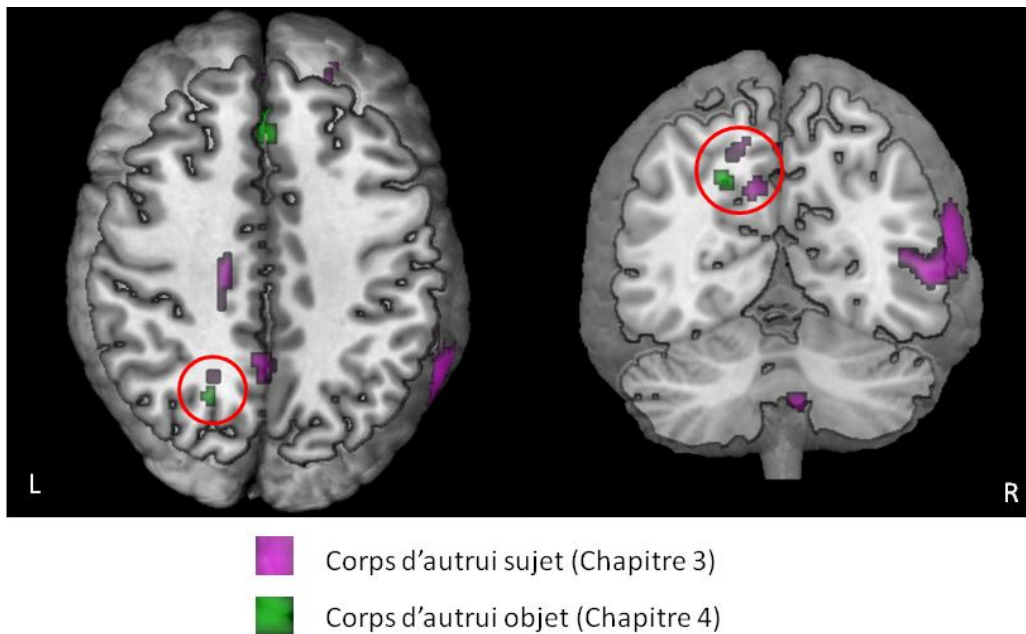 L
R
Corps d'autrui sujet (Chapitre 3)
Corps d'autrui objet (Chapitre 4)